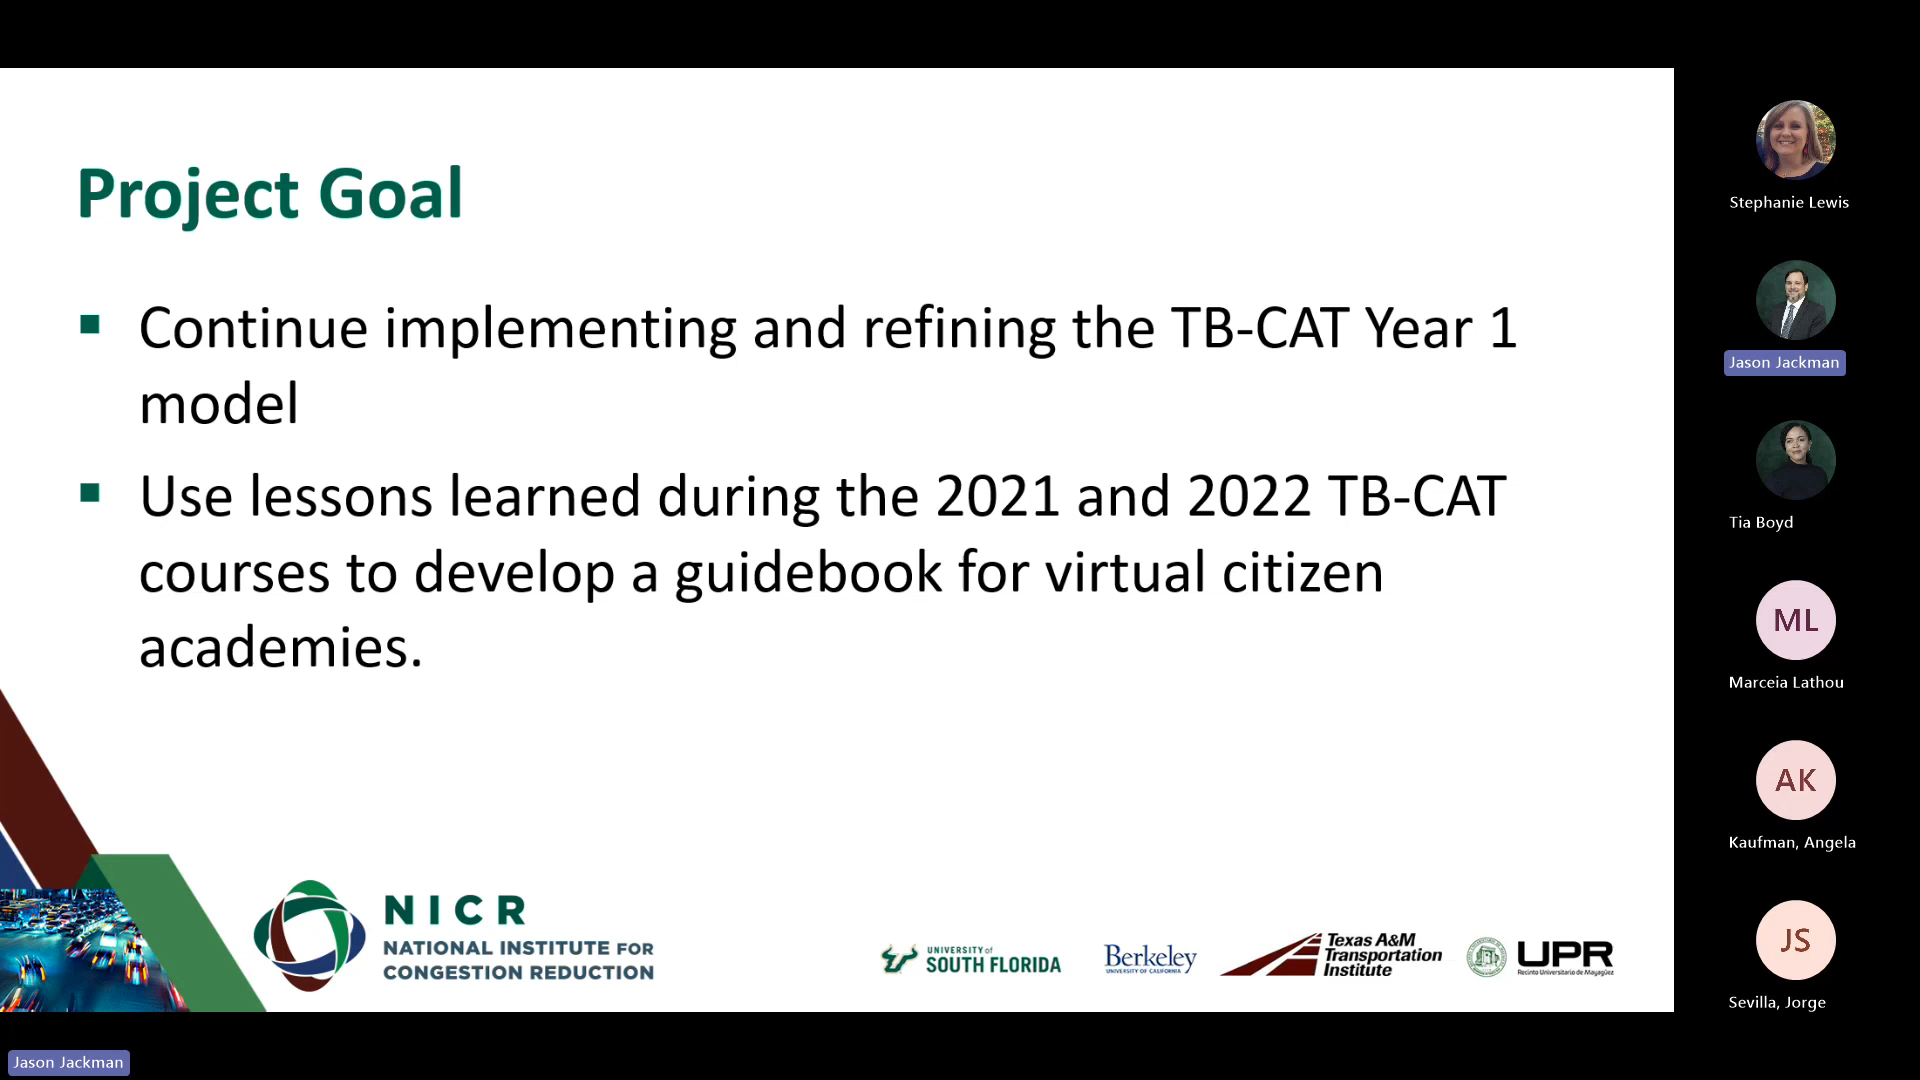 Project Goal
Continue implementing and refining the TB-CAT Year 1
model
Use lessons learned during the 2021 and 2022 TB-CAT
courses to develop a guidebook for virtual citizen
academies.
NICR
NATIONAL INSTITUTE FOR
CONGESTION REDUCTION
UNIVERSITY of
SOUTH FLORIDA
Berkeley
UNIVERSITY OF CALIFORNIA
Texas A&M
Transportation
Institute
UPR
Recinto Universitario de Mayagüez
Stephanie Lewis
Jason Jackman
Tia Boyd
ML
Marceia Lathou
AK
Kaufman, Angela
JS
Sevilla, Jorge
Jason Jackman